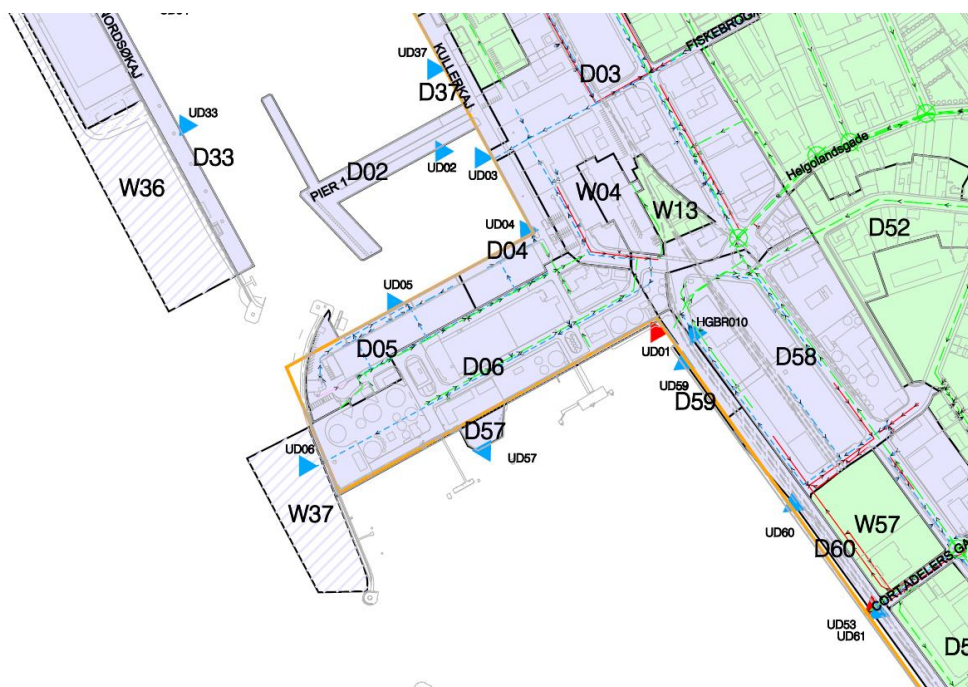 NORDSØKAJ
UD37
KULLERKAJ
D37
D03
FISKEBROG
UD33
D33
W36
PIER 1
D02
UD02
UD03
Helgolandsgade
W04
W13
D52
UD04
D04
UD05
D05
D06
UD01
HGBR010
D58
UD59
D59
D57
UD57
UD06
W37
UD60
W57
D60
CORT ADELERS GA
UD53
UD61
D5